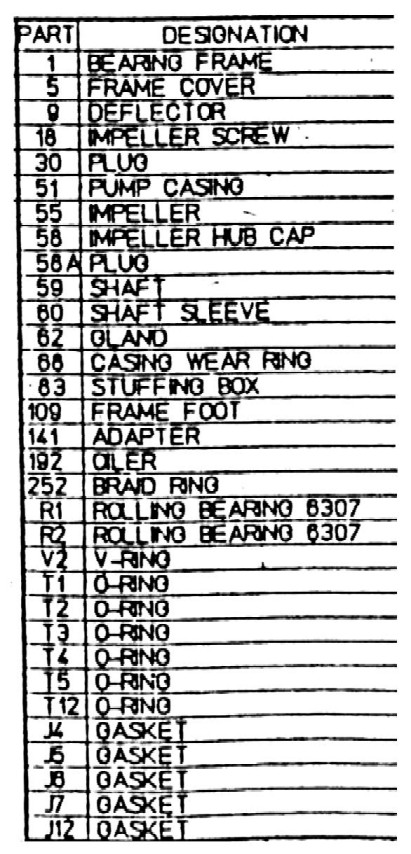 PART DESIGNATION
1 BEARING FRAME
5 FRAME COVER
9 DEFLECTOR
18 IMPELLER SCREW
30 PLUG
51 PUMP CASING
55 IMPELLER
58 IMPELLER HUB CAP
58A PLUG
59 SHAFT
60 SHAFT SLEEVE
62 GLAND
68 CASING WEAR RING
83 STUFFING BOX
109 FRAME FOOT
141 ADAPTER
192 OILER
252 BRAID RING
R1 ROLLING BEARING 6307
R2 ROLLING BEARING 6307
V2 V-RING
T1 O-RING
T2 O-RING
T3 O-RING
T4 O-RING
T5 O-RING
T12 O-RING
J4 GASKET
J5 GASKET
J6 GASKET
J7 GASKET
J12 GASKET